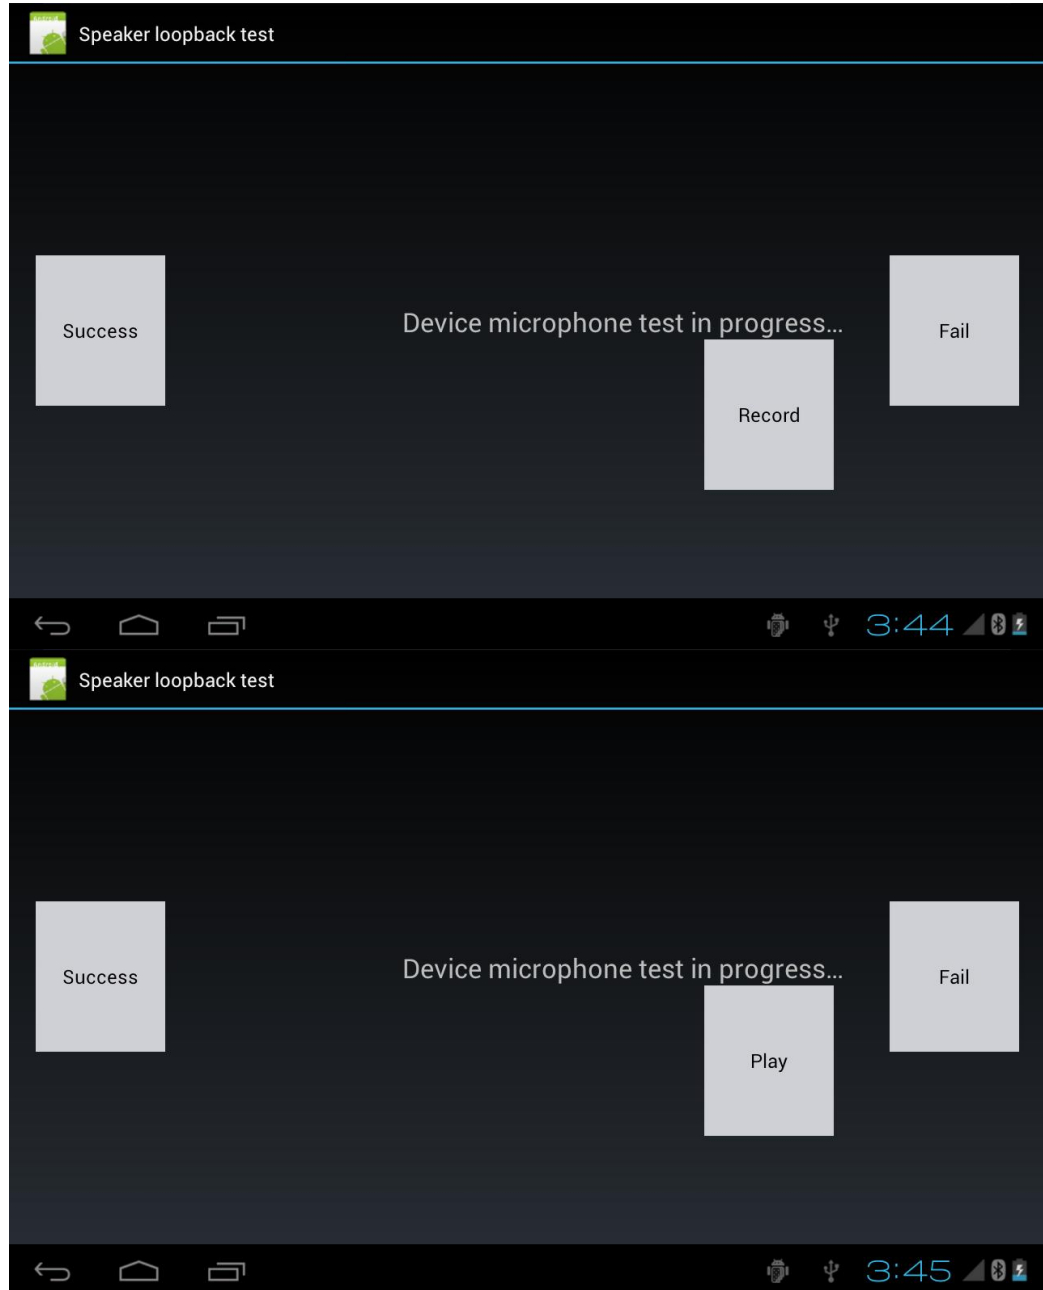 Speaker loopback test
Device microphone test in progress...
Success
Fail
Record
3:44
Speaker loopback test
Device microphone test in progress...
Success
Fail
Play
3:45